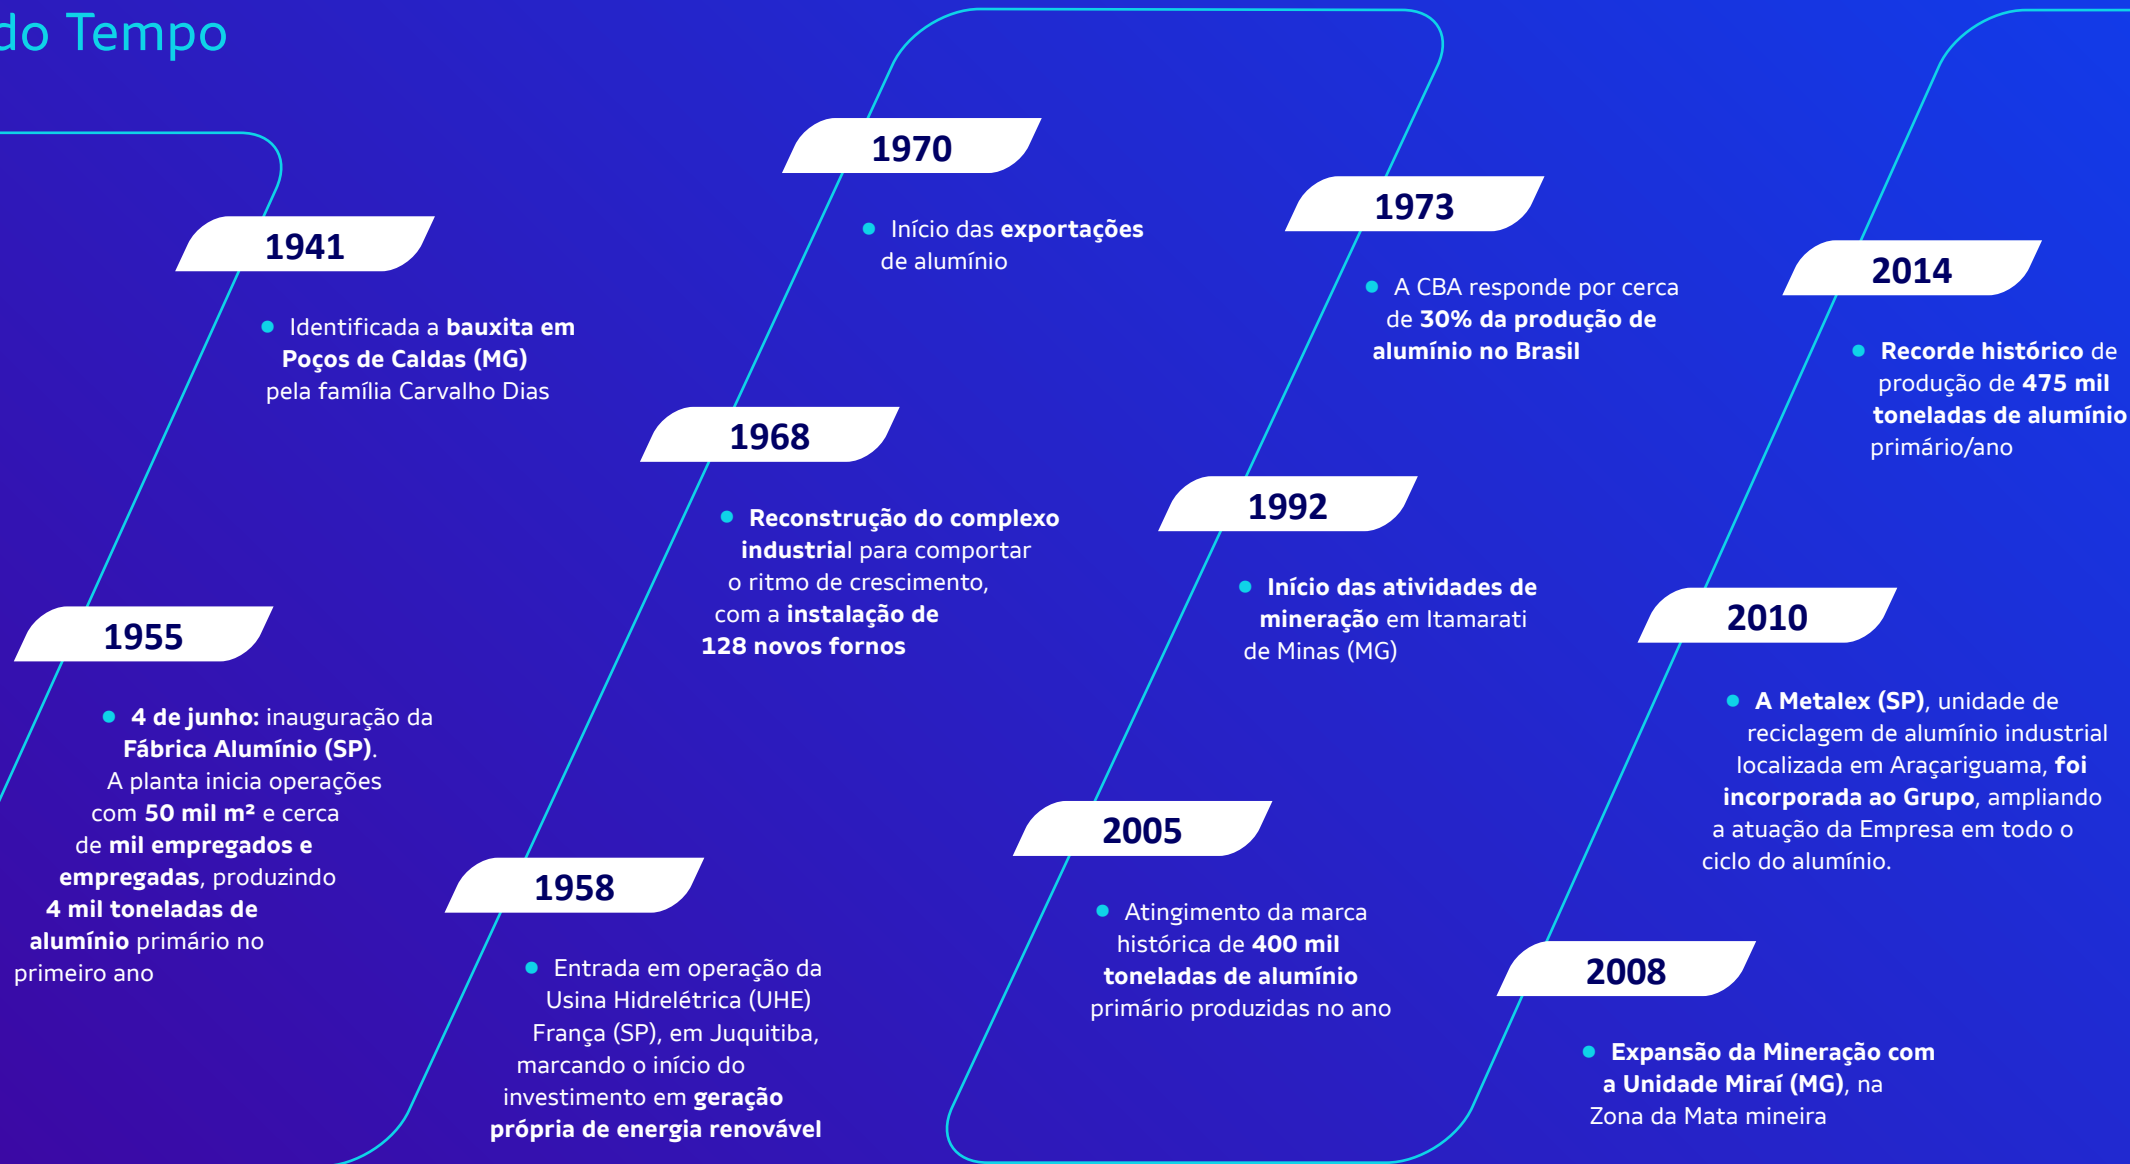 do Tempo
1941
Identificada a bauxita em
Poços de Caldas (MG)
pela família Carvalho Dias
1955
4 de junho: inauguração da
Fábrica Alumínio (SP).
A planta inicia operações
com 50 mil m² e cerca
de mil empregados e
empregadas, produzindo
4 mil toneladas de
alumínio primário no
primeiro ano
1958
Entrada em operação da
Usina Hidrelétrica (UHE)
França (SP), em Juquitiba,
marcando o início do
investimento em geração
própria de energia renovável
1968
Reconstrução do complexo
industrial para comportar
o ritmo de crescimento,
com a instalação de
128 novos fornos
1970
Início das exportações
de alumínio
1973
A CBA responde por cerca
de 30% da produção de
alumínio no Brasil
1992
Início das atividades de
mineração em Itamarati
de Minas (MG)
2005
Atingimento da marca
histórica de 400 mil
toneladas de alumínio
primário produzidas no ano
2008
Expansão da Mineração com
a Unidade Miraí (MG), na
Zona da Mata mineira
2010
A Metalex (SP), unidade de
reciclagem de alumínio industrial
localizada em Araçariguama, foi
incorporada ao Grupo, ampliando
a atuação da Empresa em todo o
ciclo do alumínio.
2014
Recorde histórico de
produção de 475 mil
toneladas de alumínio
primário/ano